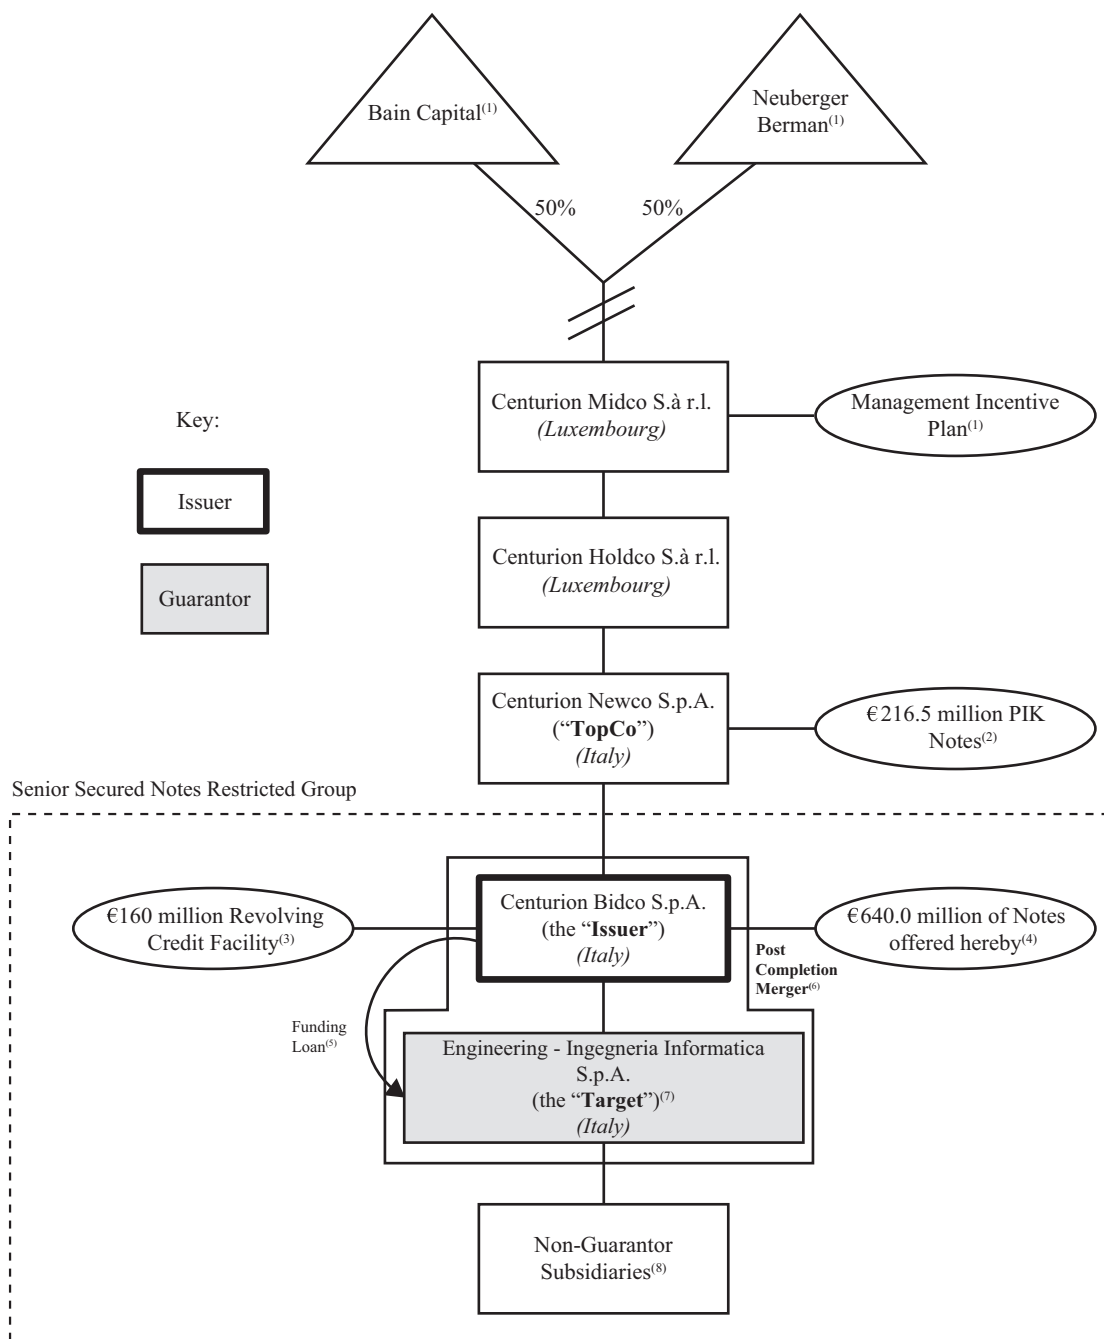 Bain Capital(1)
Neuberger
Berman(1)
50%
50%
Centurion Midco S.à r.l.
(Luxembourg)
Management Incentive
Plan(1)
Key:
Issuer
Guarantor
Centurion Holdco S.à r.l.
(Luxembourg)
Centurion Newco S.p.A.
(“TopCo”)
(Italy)
€216.5 million PIK
Notes(2)
Senior Secured Notes Restricted Group
€160 million Revolving
Credit Facility(3)
Centurion Bidco S.p.A.
(the “Issuer”)
(Italy)
€640.0 million of Notes
offered hereby(4)
Post
Completion
Merger(6)
Funding
Loan(5)
Engineering - Ingegneria Informatica
S.p.A.
(the “Target”)(7)
(Italy)
Non-Guarantor
Subsidiaries(8)